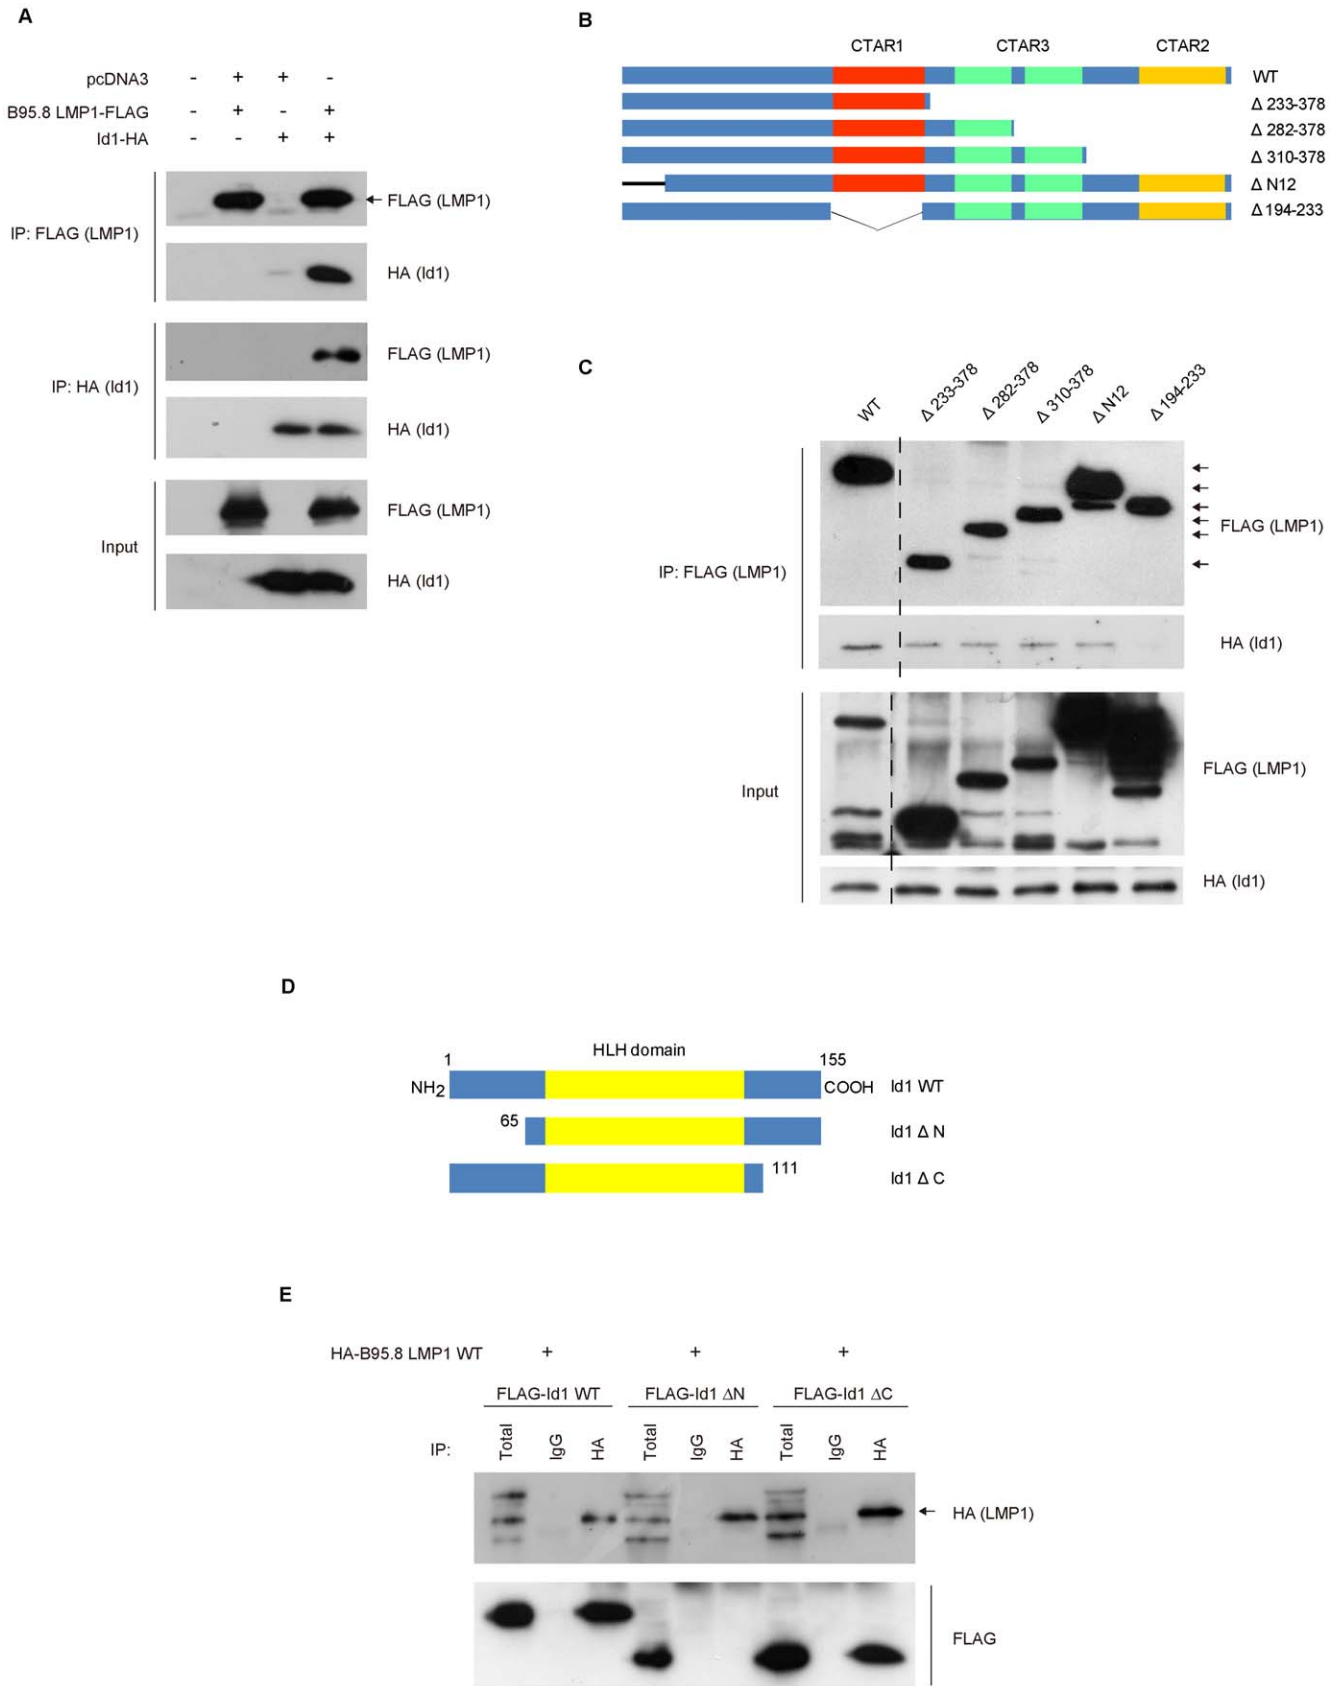 A
pcDNA3 - + + -
B95.8 LMP1-FLAG - + - +
Id1-HA - - + +
IP: FLAG (LMP1)
FLAG (LMP1)
HA (Id1)
IP: HA (Id1)
FLAG (LMP1)
HA (Id1)
Input
FLAG (LMP1)
HA (Id1)
B
CTAR1 CTAR3 CTAR2
WT
Δ 233-378
Δ 282-378
Δ 310-378
Δ N12
Δ 194-233
C
WT Δ 233-378 Δ 282-378 Δ 310-378 Δ N12 Δ 194-233
IP: FLAG (LMP1)
FLAG (LMP1)
HA (Id1)
Input
FLAG (LMP1)
HA (Id1)
D
1 HLH domain 155
NH2 COOH Id1 WT
65 Id1 Δ N
111 Id1 Δ C
E
HA-B95.8 LMP1 WT + + +
FLAG-Id1 WT FLAG-Id1 ΔN FLAG-Id1 ΔC
IP: Total IgG HA Total IgG HA Total IgG HA
HA (LMP1)
FLAG